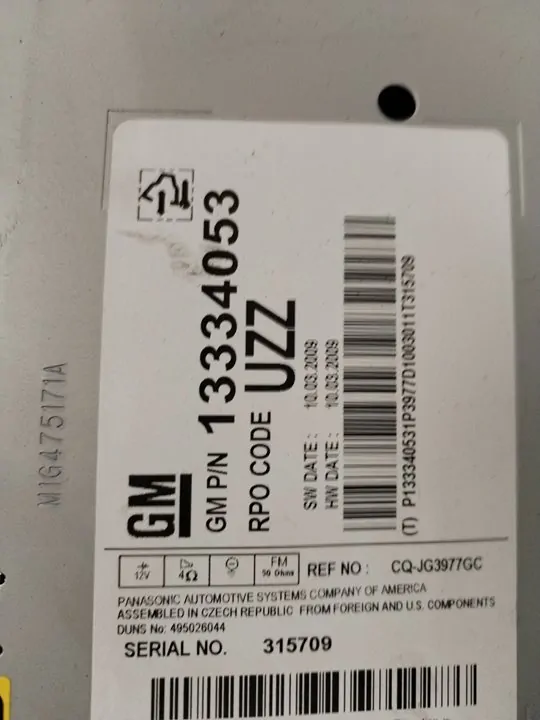 GM
GM P/N 13334053
RPO CODE UZZ
SW DATE: 10.03.2009
HW DATE: 10.03.2009
(T) P133340531P3977D1003011T315709
M1G475171A
12V
4Ω
FM
50 Ohms
REF NO: CQ-JG3977GC
PANASONIC AUTOMOTIVE SYSTEMS COMPANY OF AMERICA
ASSEMBLED IN CZECH REPUBLIC FROM FOREIGN AND U.S. COMPONENTS
DUNS No: 495026044
SERIAL NO. 315709